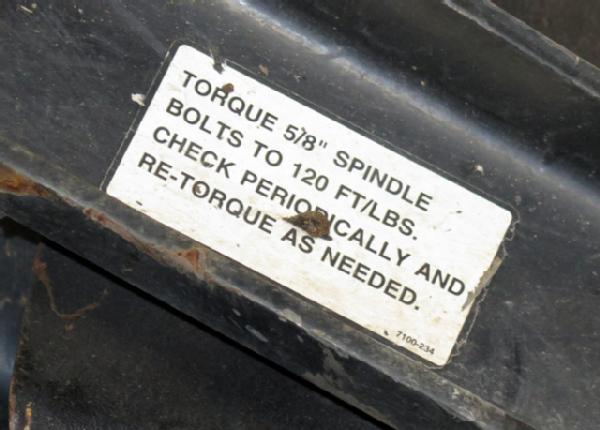 TORQUE 5/8" SPINDLE
BOLTS TO 120 FT/LBS.
CHECK PERIODICALLY AND
RE-TORQUE AS NEEDED.
7100-234